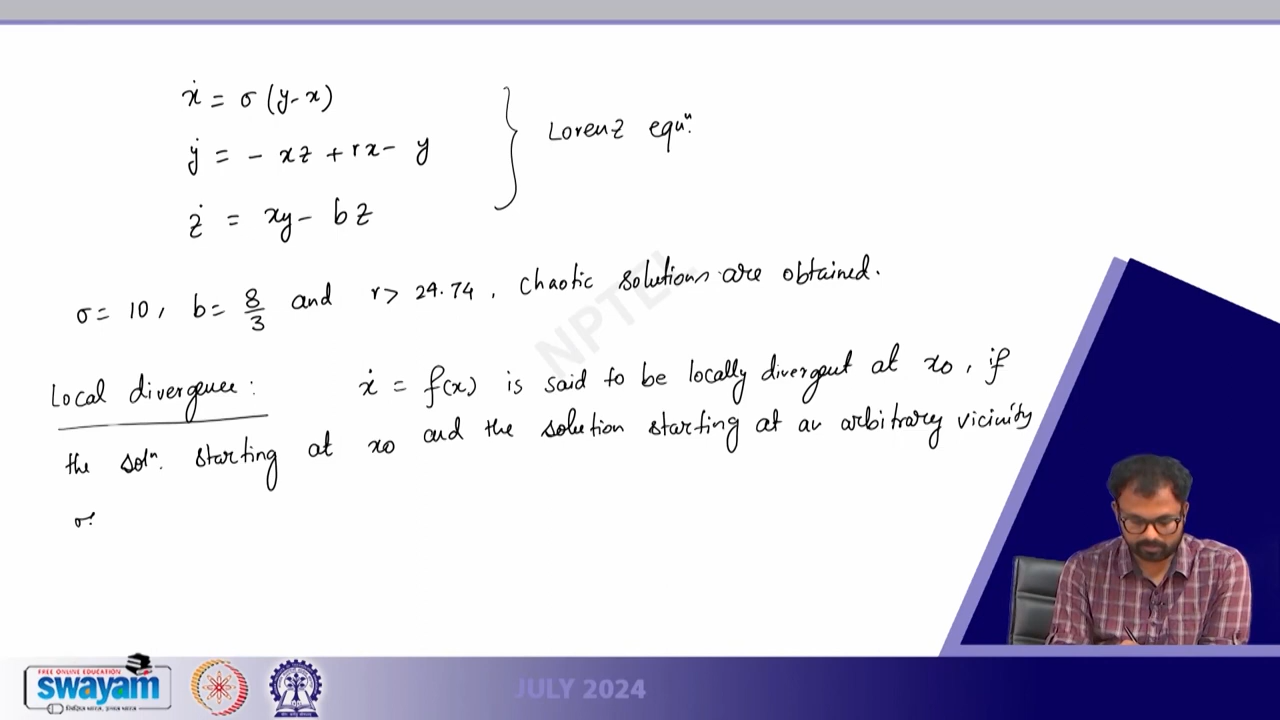 ẋ = σ (y-x)
ẏ = - xz + rx - y
ż = xy - bz
Lorenz equⁿ.
σ = 10, b = 8/3 and r > 24.74, chaotic solutions are obtained.
Local divergence: ẋ = f(x) is said to be locally divergent at x0, if
the solⁿ. starting at x0 and the solution starting at an arbitrary vicinity
NPTEL
FREE ONLINE EDUCATION
swayam
JULY 2024